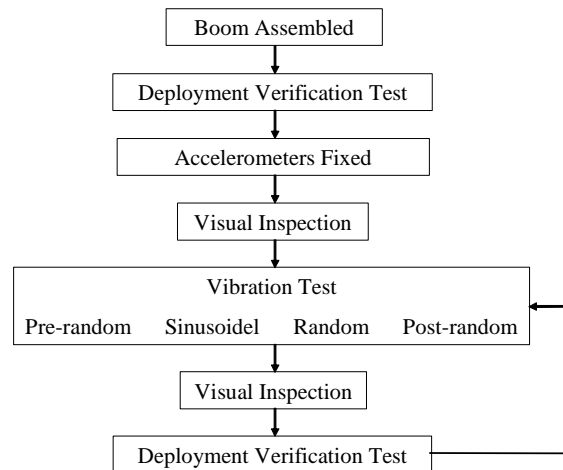 Boom Assembled
Deployment Verification Test
Accelerometers Fixed
Visual Inspection
Vibration Test
Pre-random Sinusoidel Random Post-random
Visual Inspection
Deployment Verification Test